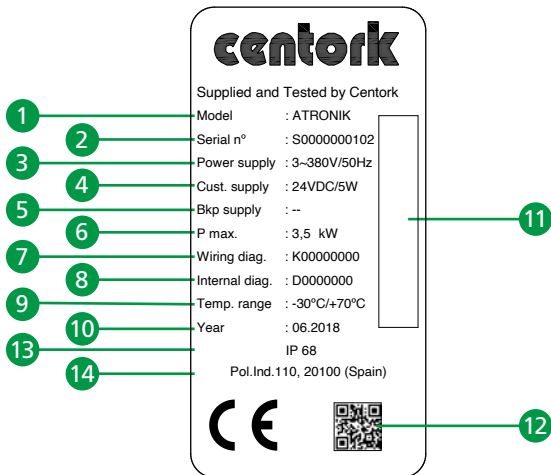 centork
Supplied and Tested by Centork
1 Model : ATRONIK
2 Serial nº : S0000000102
3 Power supply : 3~380V/50Hz
4 Cust. supply : 24VDC/5W
5 Bkp supply : --
6 P max. : 3,5 kW
7 Wiring diag. : K00000000
8 Internal diag. : D0000000
9 Temp. range : -30ºC/+70ºC
10 Year : 06.2018
13 IP 68
14 Pol.Ind.110, 20100 (Spain)
11
CE
12